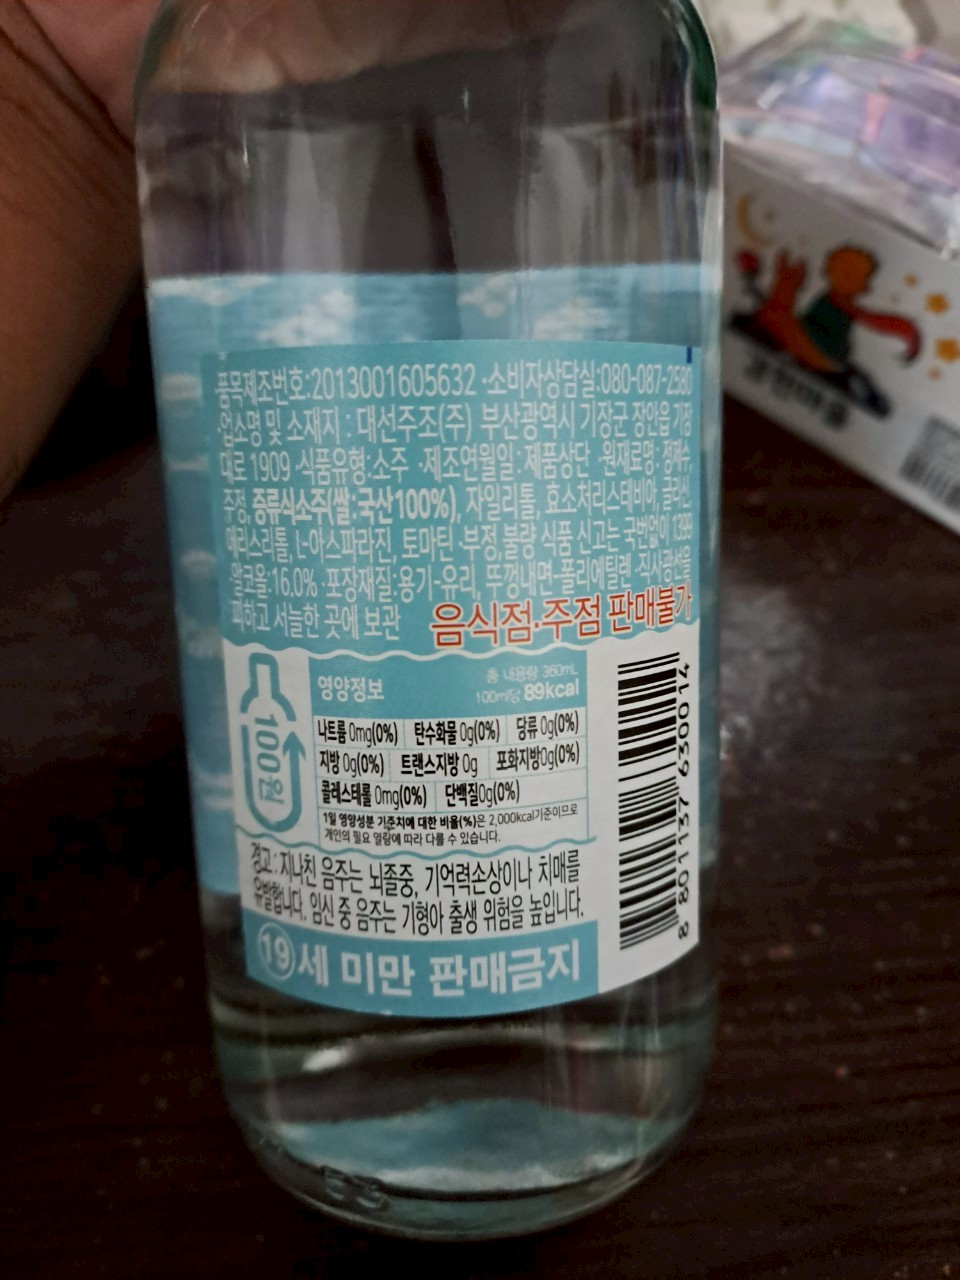 품목제조번호:2013001605632 ·소비자상담실:080-087-2580
·업소명 및 소재지 : 대선주조(주) 부산광역시 기장군 장안읍 기장
대로 1909 ·식품유형:소주 ·제조연월일:제품상단 ·원재료명: 정제수,
주정, 증류식소주(쌀:국산100%), 자일리톨, 효소처리스테비아, 글리신,
에리스리톨, L-아스파라진, 토마틴 ·부정,불량 식품 신고는 국번없이 1399
·알코올:16.0% ·포장재질:용기-유리, 뚜껑내면-폴리에틸렌 ·직사광선을
피하고 서늘한 곳에 보관 음식점·주점 판매불가
영양정보 총 내용량 360mL
100ml당 89kcal
나트륨 0mg(0%) 탄수화물 0g(0%) 당류 0g(0%)
지방 0g(0%) 트랜스지방 0g 포화지방0g(0%)
콜레스테롤 0mg(0%) 단백질0g(0%)
1일 영양성분 기준치에 대한 비율(%)은 2,000kcal기준이므로
개인의 필요 열량에 따라 다를 수 있습니다.
100원
경고 : 지나친 음주는 뇌졸중, 기억력손상이나 치매를
유발합니다. 임신 중 음주는 기형아 출생 위험을 높입니다.
19세 미만 판매금지
8 801137 630014